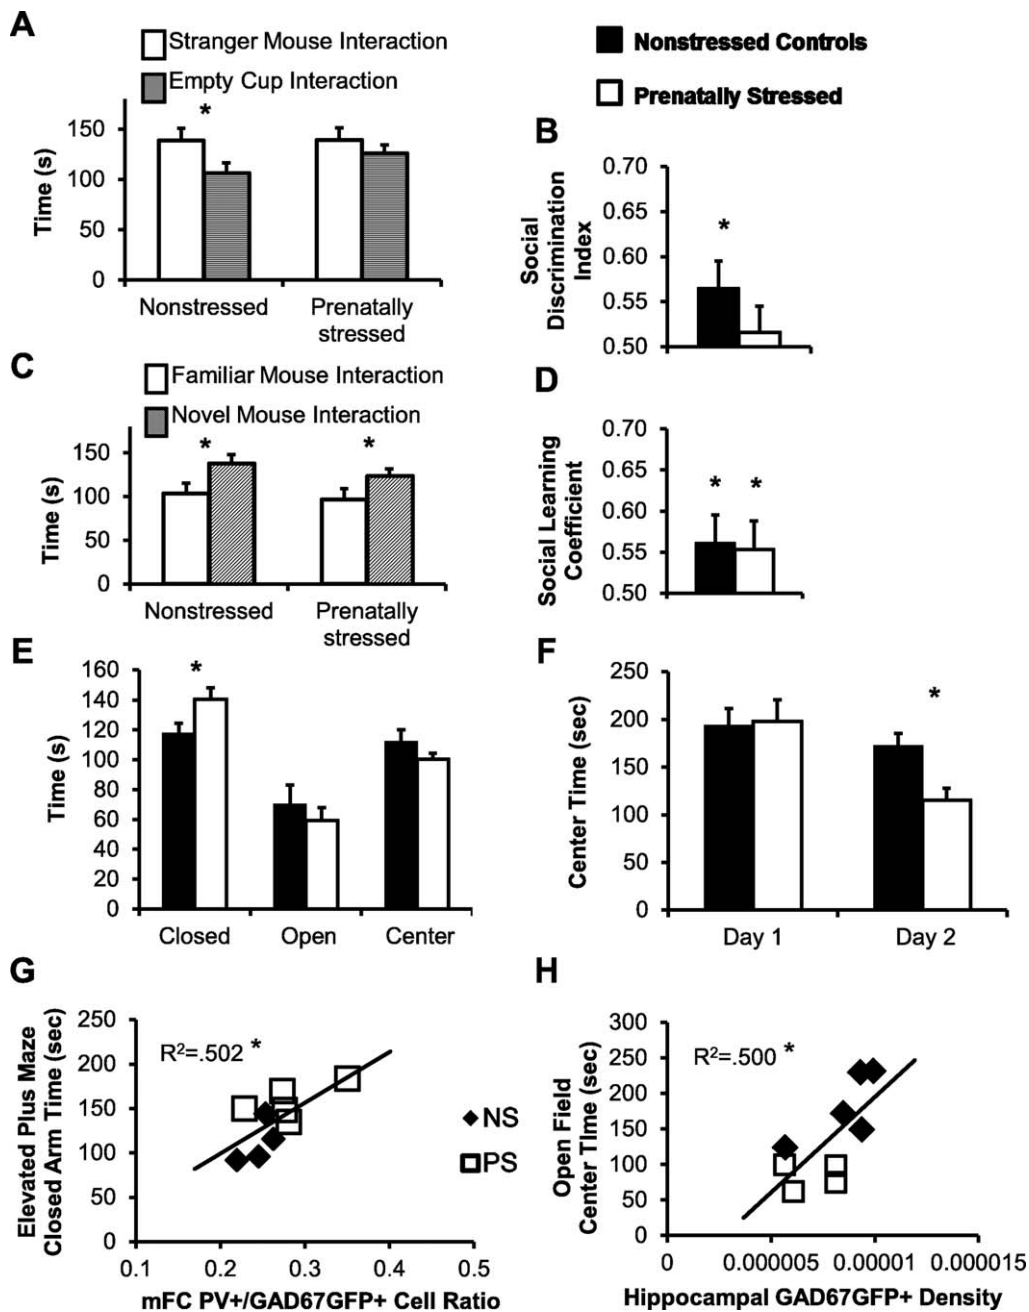 A
Stranger Mouse Interaction
Empty Cup Interaction
Nonstressed Controls
Prenatally Stressed
*
150
100
50
0
Time (s)
Nonstressed
Prenatally
stressed
B
0.70
0.65
0.60
0.55
0.50
Social
Discrimination
Index
*
C
Familiar Mouse Interaction
Novel Mouse Interaction
* *
150
100
50
0
Time (s)
Nonstressed
Prenatally
stressed
D
0.70
0.65
0.60
0.55
0.50
Social Learning
Coefficient
* *
E
160
140
120
100
80
60
40
20
0
Time (s)
*
Closed Open Center
F
250
200
150
100
50
0
Center Time (sec)
*
Day 1 Day 2
G
250
200
150
100
50
0
Elevated Plus Maze
Closed Arm Time (sec)
R²=.502 *
NS
PS
0.1 0.2 0.3 0.4 0.5
mFC PV+/GAD67GFP+ Cell Ratio
H
300
250
200
150
100
50
0
Open Field
Center TIme (sec)
R²=.500 *
0 0.000005 0.00001 0.000015
Hippocampal GAD67GFP+ Density